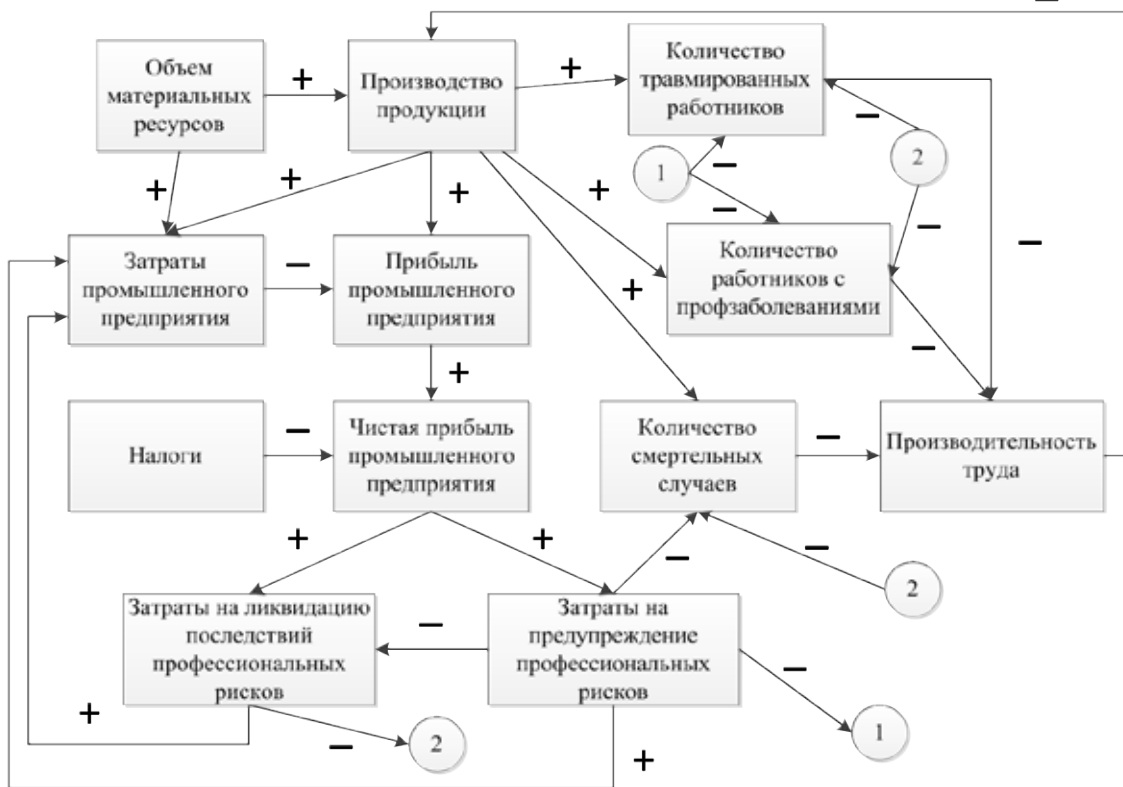 Объем
материальных
ресурсов
+
Производство
продукции
+
Количество
травмированных
работников
–
–
1
–
–
2
+
+
+
+
–
–
Затраты
промышленного
предприятия
–
Прибыль
промышленного
предприятия
+
Количество
работников с
профзаболеваниями
+
–
Налоги
–
Чистая прибыль
промышленного
предприятия
Количество
смертельных
случаев
–
Производительность
труда
+
+
–
–
2
Затраты на ликвидацию
последствий
профессиональных
рисков
–
Затраты на
предупреждение
профессиональных
рисков
–
+
–
2
1
+